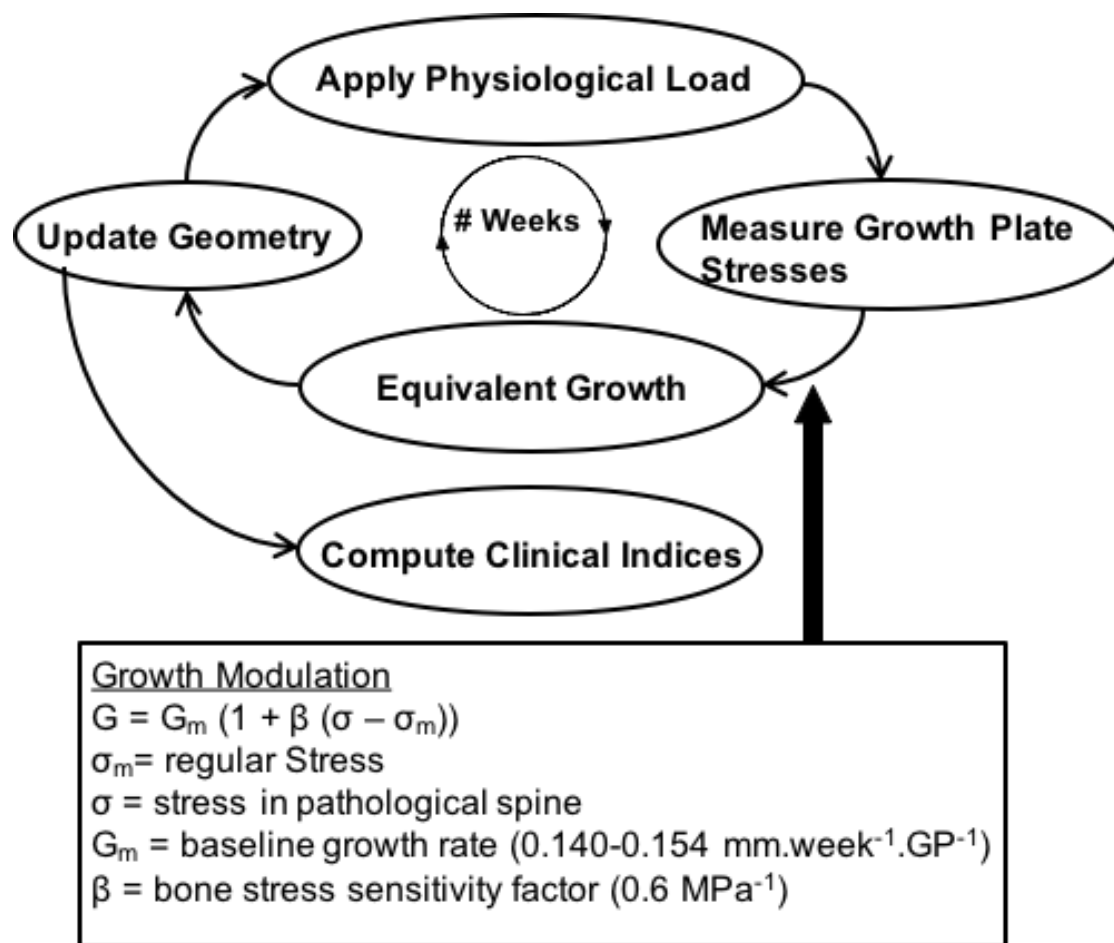 Apply Physiological Load
# Weeks
Update Geometry
Measure Growth Plate
Stresses
Equivalent Growth
Compute Clinical Indices
Growth Modulation
G = Gₘ (1 + β (σ – σₘ))
σₘ= regular Stress
σ = stress in pathological spine
Gₘ = baseline growth rate (0.140-0.154 mm.week⁻¹.GP⁻¹)
β = bone stress sensitivity factor (0.6 MPa⁻¹)